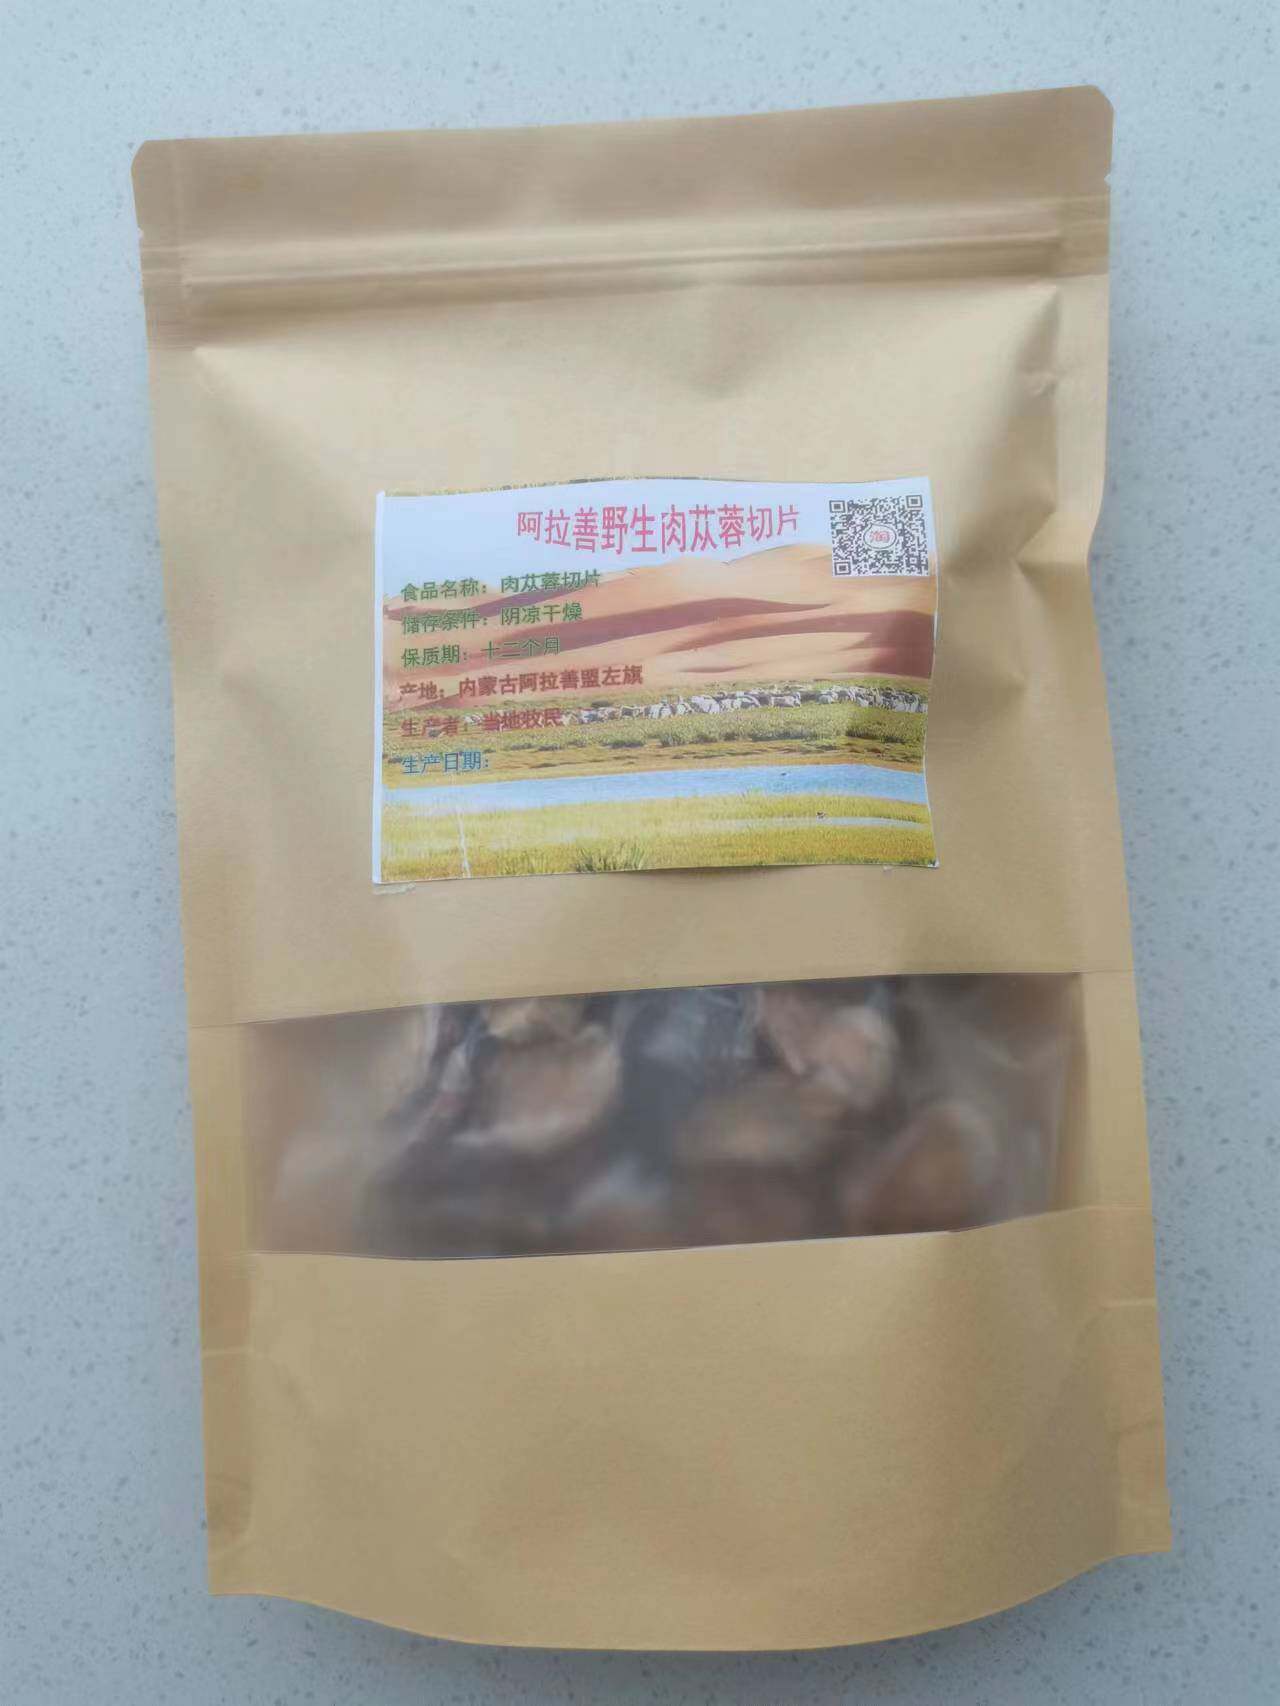 阿拉善野生肉苁蓉切片
淘
食品名称：肉苁蓉切片
储存条件：阴凉干燥
保质期：十二个月
产地：内蒙古阿拉善盟左旗
生产者：当地牧民
生产日期：